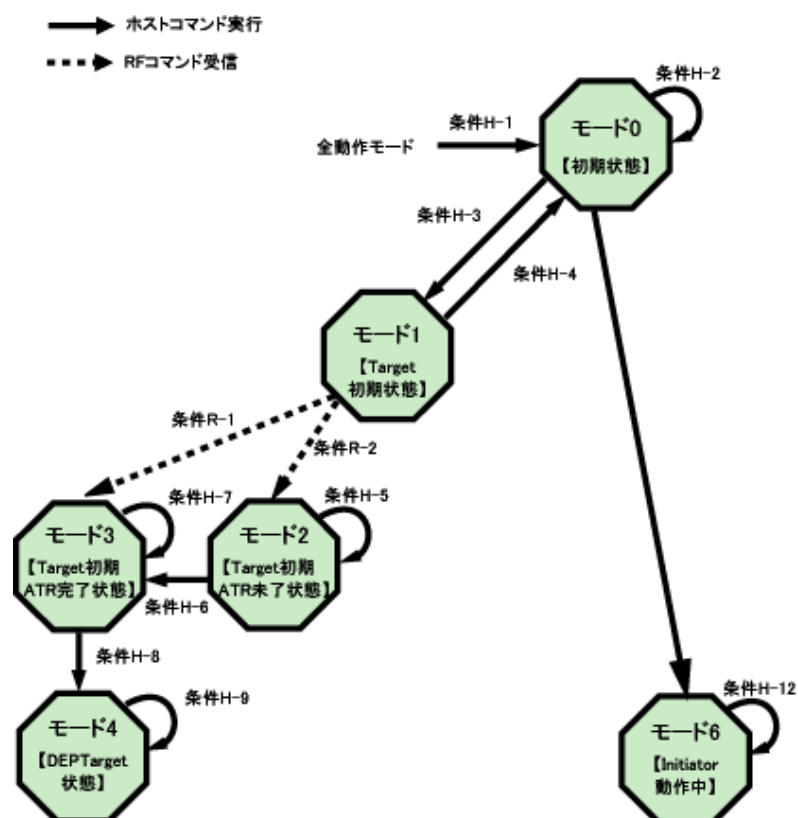 ホストコマンド実行
RFコマンド受信
条件H-2
モード0
【初期状態】
条件H-1
全動作モード
条件H-3
条件H-4
モード1
【Target
初期状態】
条件R-1
条件R-2
条件H-7
条件H-5
モード3
【Target初期
ATR完了状態】
モード2
【Target初期
ATR未了状態】
条件H-6
条件H-8
条件H-9
モード4
【DEPTarget
状態】
条件H-12
モード6
【Initiator
動作中】